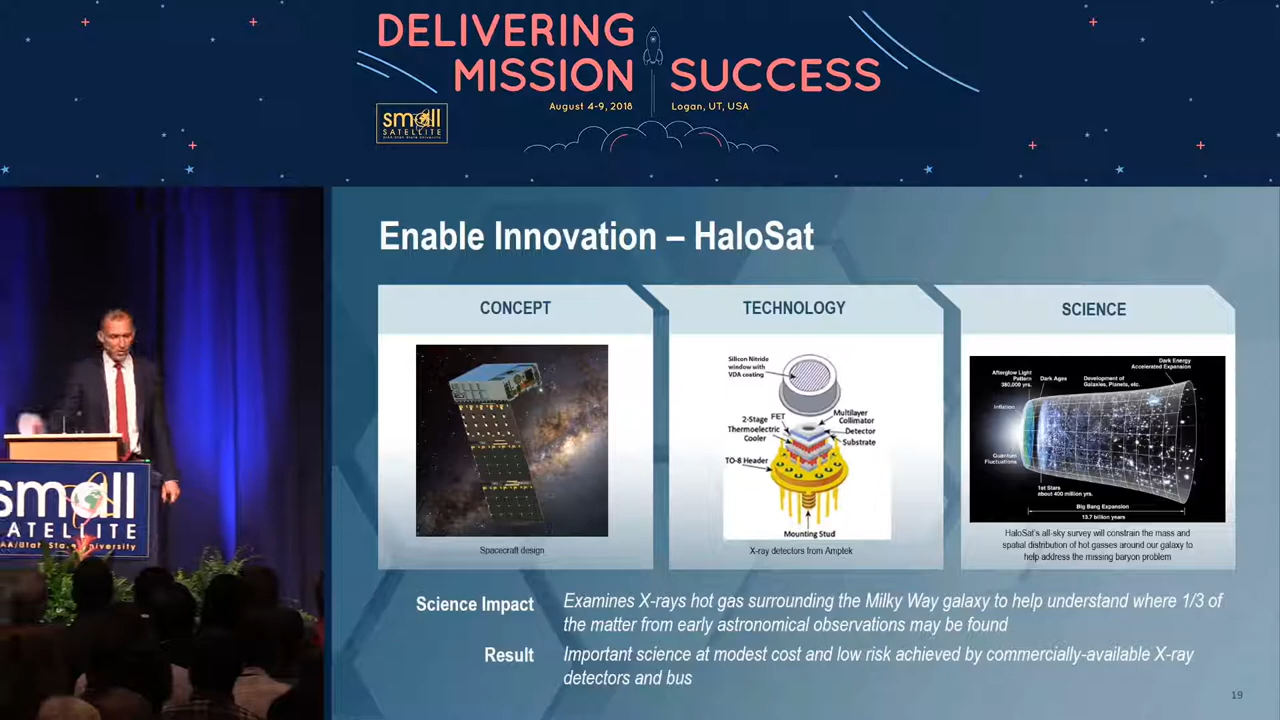 DELIVERING
MISSION SUCCESS
August 4-9, 2018 Logan, UT, USA
small
SATELLITE
Enable Innovation – HaloSat
CONCEPT
Spacecraft design
TECHNOLOGY
Silicon Nitride
window with
VDA coating
2-Stage
Thermoelectric
Cooler
FET
Multilayer
Collimator
Detector
Substrate
TO-8 Header
Mounting Stud
X-ray detectors from Amptek
SCIENCE
Dark Energy
Accelerated Expansion
Afterglow Light
Pattern
380,000 yrs.
Dark Ages
Development of
Galaxies, Planets, etc.
Inflation
Quantum
Fluctuations
1st Stars
about 400 million yrs.
Big Bang Expansion
13.7 billion years
HaloSat's all-sky survey will constrain the mass and
spatial distribution of hot gasses around our galaxy to
help address the missing baryon problem
Science Impact
Examines X-rays hot gas surrounding the Milky Way galaxy to help understand where 1/3 of
the matter from early astronomical observations may be found
Result
Important science at modest cost and low risk achieved by commercially-available X-ray
detectors and bus
19
small
SATELLITE